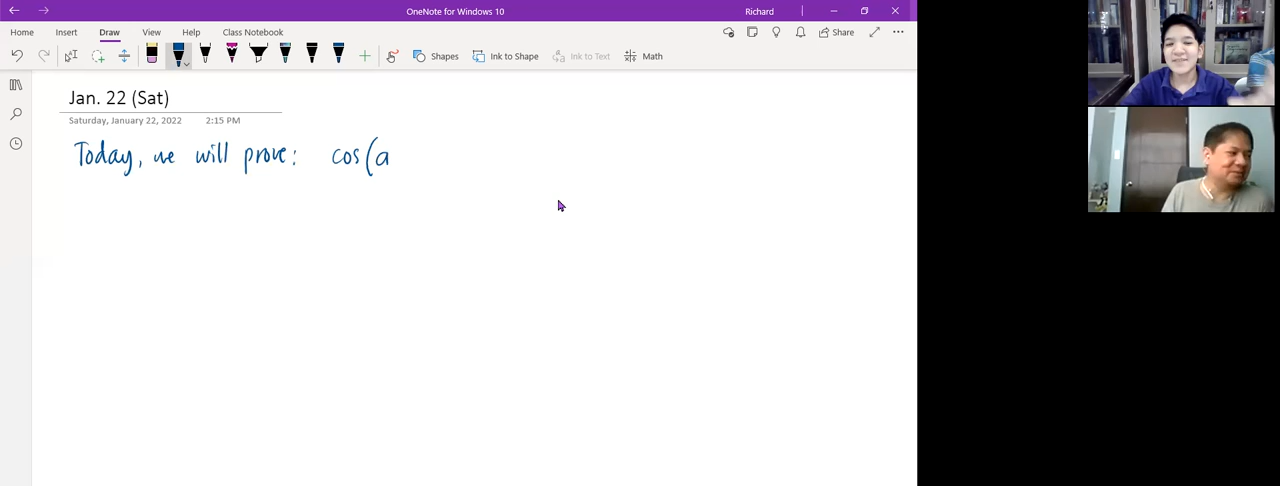 OneNote for Windows 10
Richard
Home Insert Draw View Help Class Notebook
Share
Shapes Ink to Shape Ink to Text Math
Jan. 22 (Sat)
Saturday, January 22, 2022 2:15 PM
Today, we will prove: cos(a